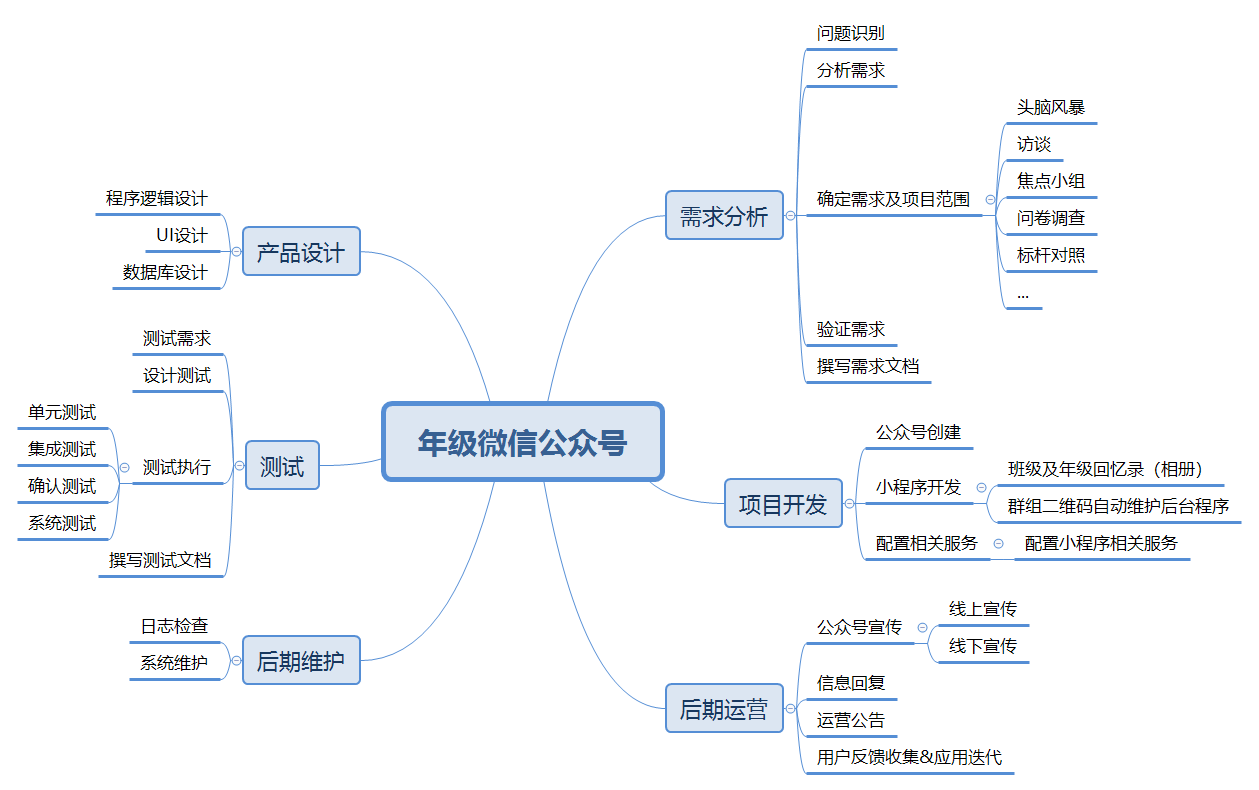 年级微信公众号
需求分析
问题识别
分析需求
确定需求及项目范围
头脑风暴
访谈
焦点小组
问卷调查
标杆对照
...
验证需求
撰写需求文档
项目开发
公众号创建
小程序开发
班级及年级回忆录（相册）
群组二维码自动维护后台程序
配置相关服务
配置小程序相关服务
后期运营
公众号宣传
线上宣传
线下宣传
信息回复
运营公告
用户反馈收集&应用迭代
产品设计
程序逻辑设计
UI设计
数据库设计
测试
测试需求
设计测试
测试执行
单元测试
集成测试
确认测试
系统测试
撰写测试文档
后期维护
日志检查
系统维护